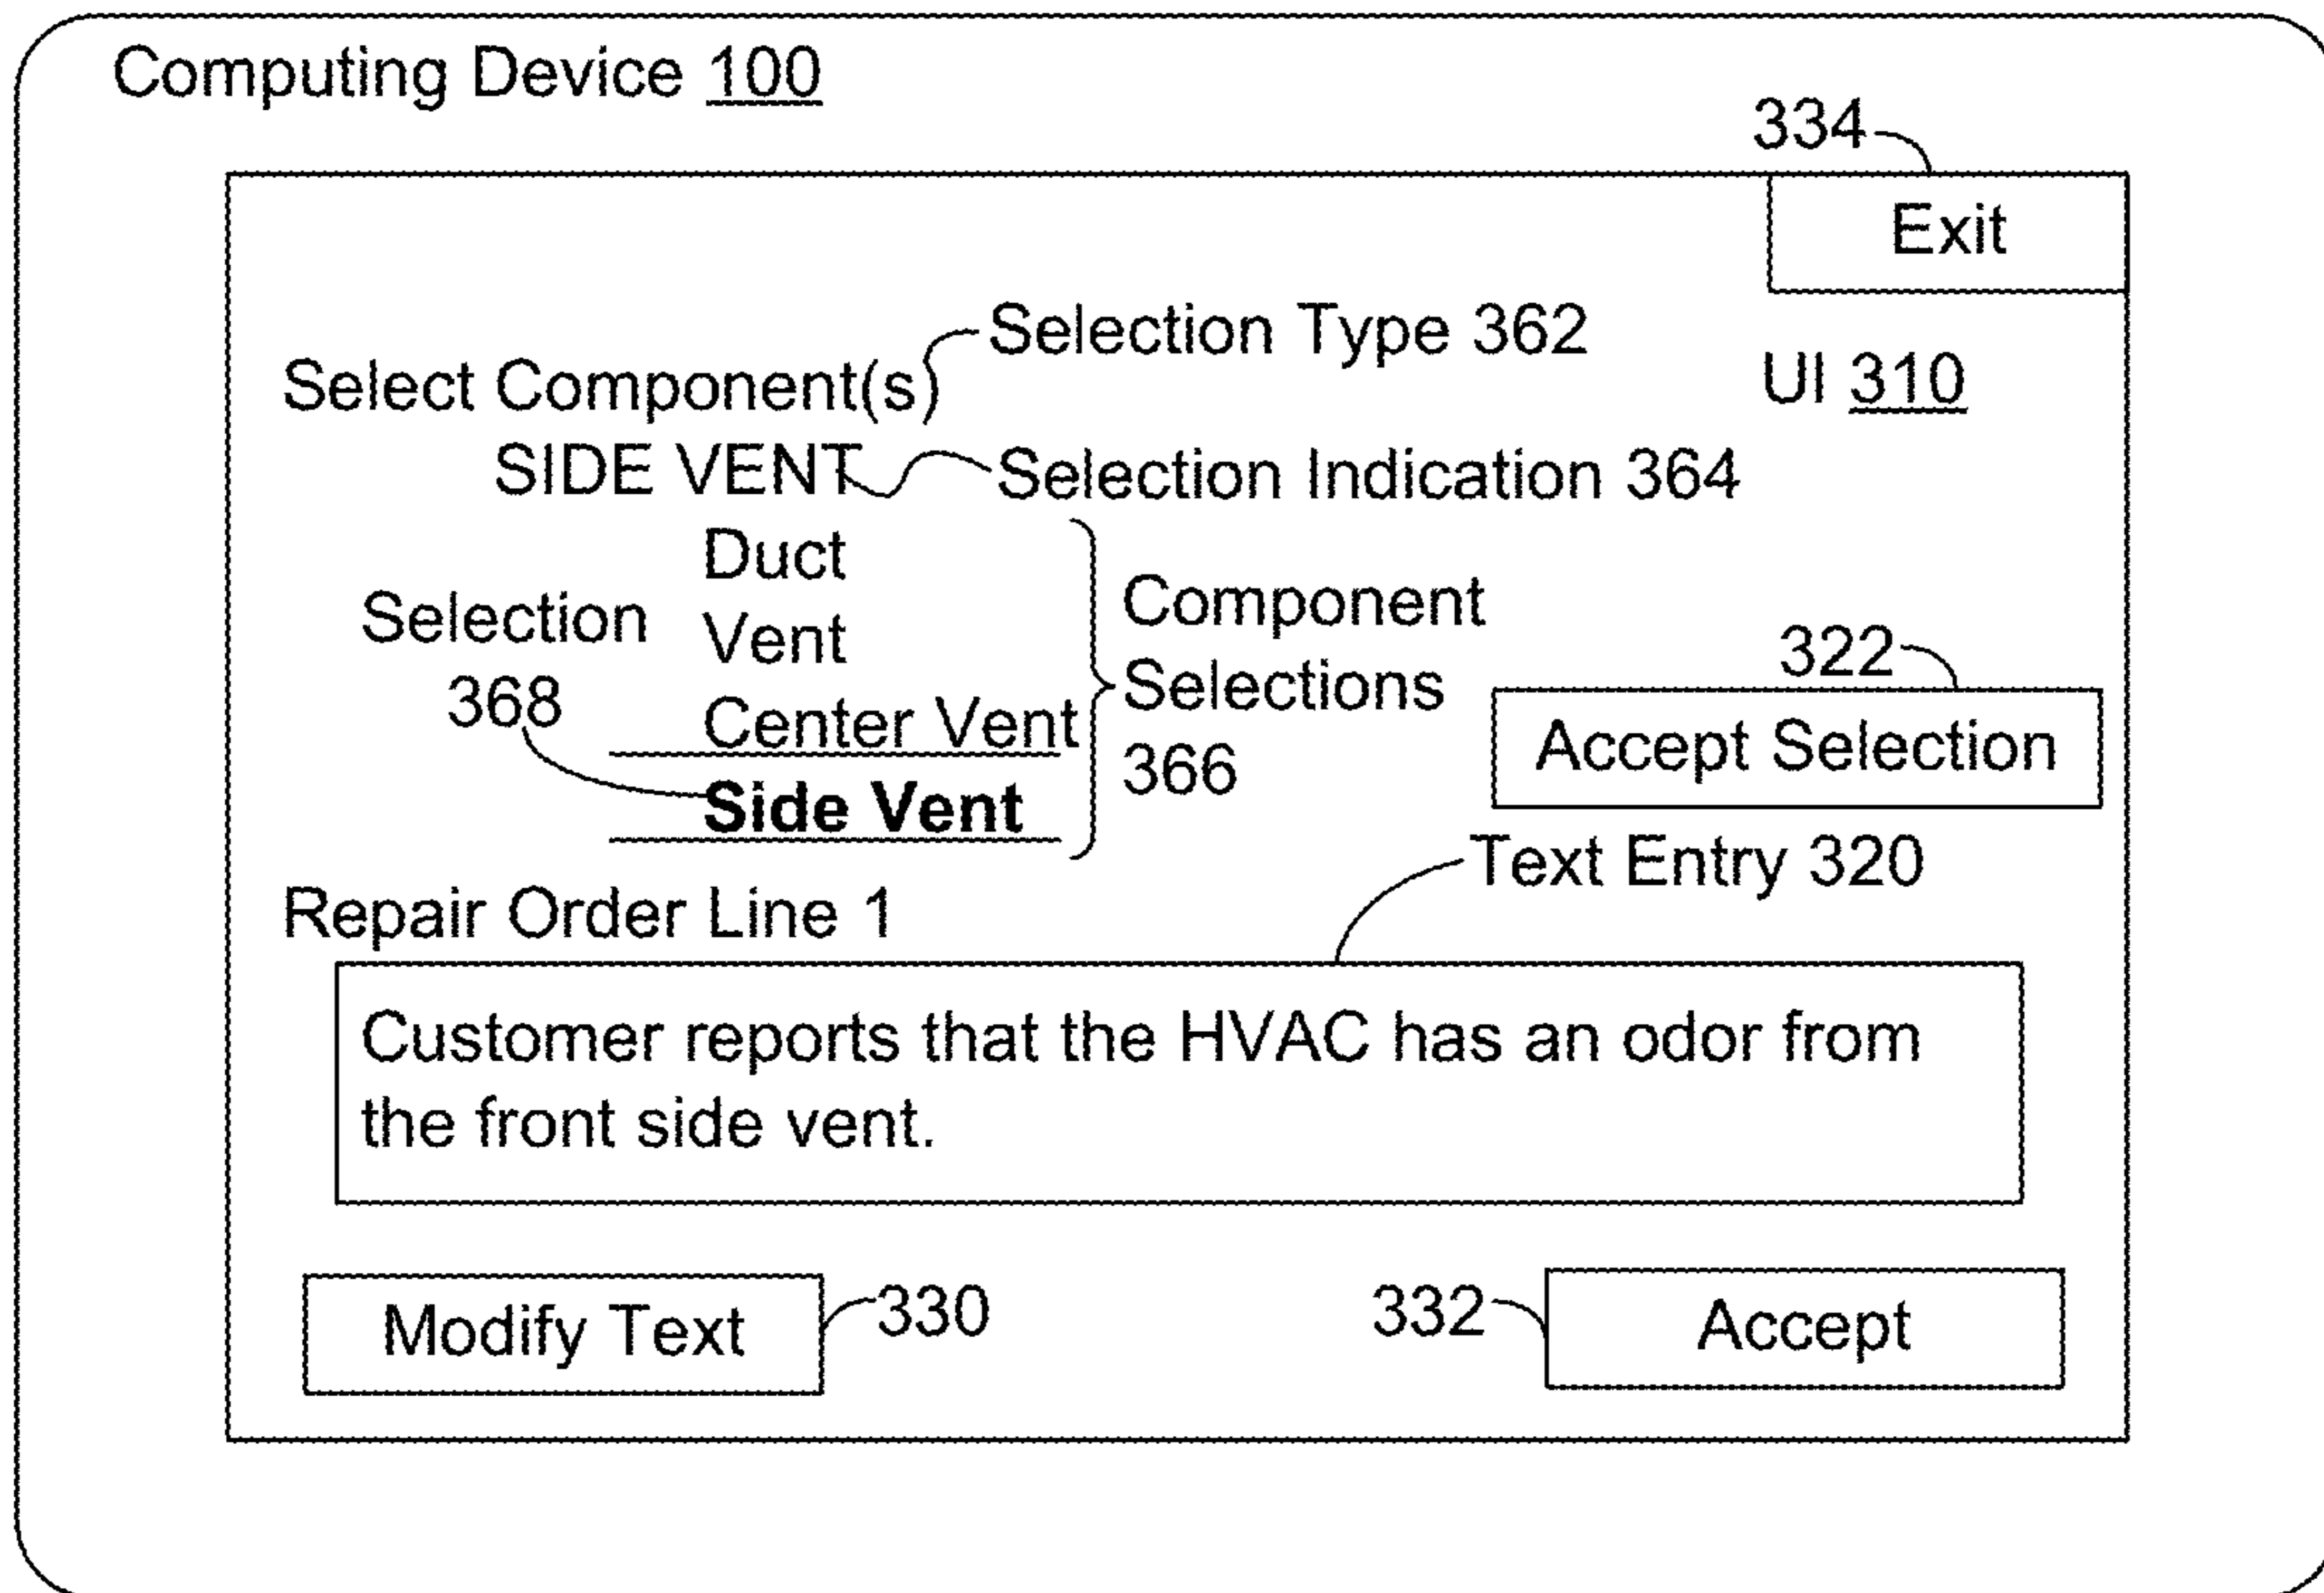 Computing Device 100
334
Exit
Selection Type 362
Select Component(s)
UI 310
SIDE VENT
Selection Indication 364
Duct
Vent
Center Vent
Side Vent
Selection
368
Component
Selections
366
322
Accept Selection
Text Entry 320
Repair Order Line 1
Customer reports that the HVAC has an odor from
the front side vent.
Modify Text
330
332
Accept